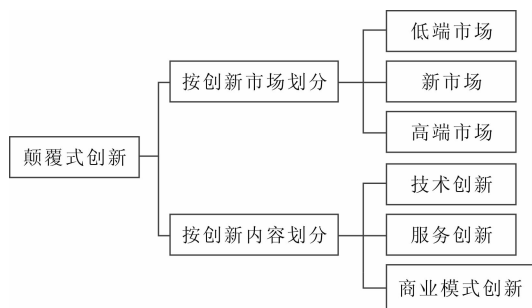 颠覆式创新
按创新市场划分
低端市场
新市场
高端市场
按创新内容划分
技术创新
服务创新
商业模式创新